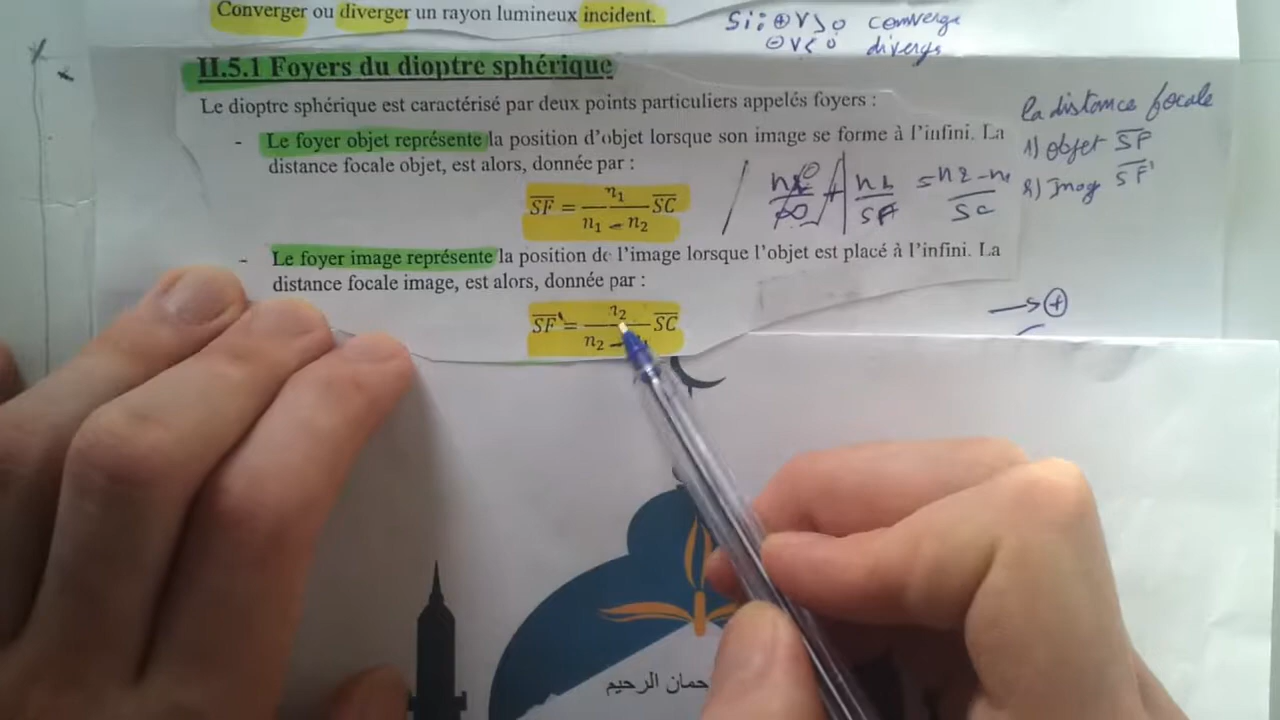 Converger ou diverger un rayon lumineux incident.
Si: ⊕ V>0 converge
⊖ V<0 diverge
II.5.1 Foyers du dioptre sphérique
Le dioptre sphérique est caractérisé par deux points particuliers appelés foyers :
- Le foyer objet représente la position d'objet lorsque son image se forme à l'infini. La
distance focale objet, est alors, donnée par :
SF = n1 / (n1 - n2) SC
la distance focale
1) objet SF
2) Imag SF'
- Le foyer image représente la position de l'image lorsque l'objet est placé à l'infini. La
distance focale image, est alors, donnée par :
SF' = n2 / n2 - SC
→ ⊕
حمان الرحيم